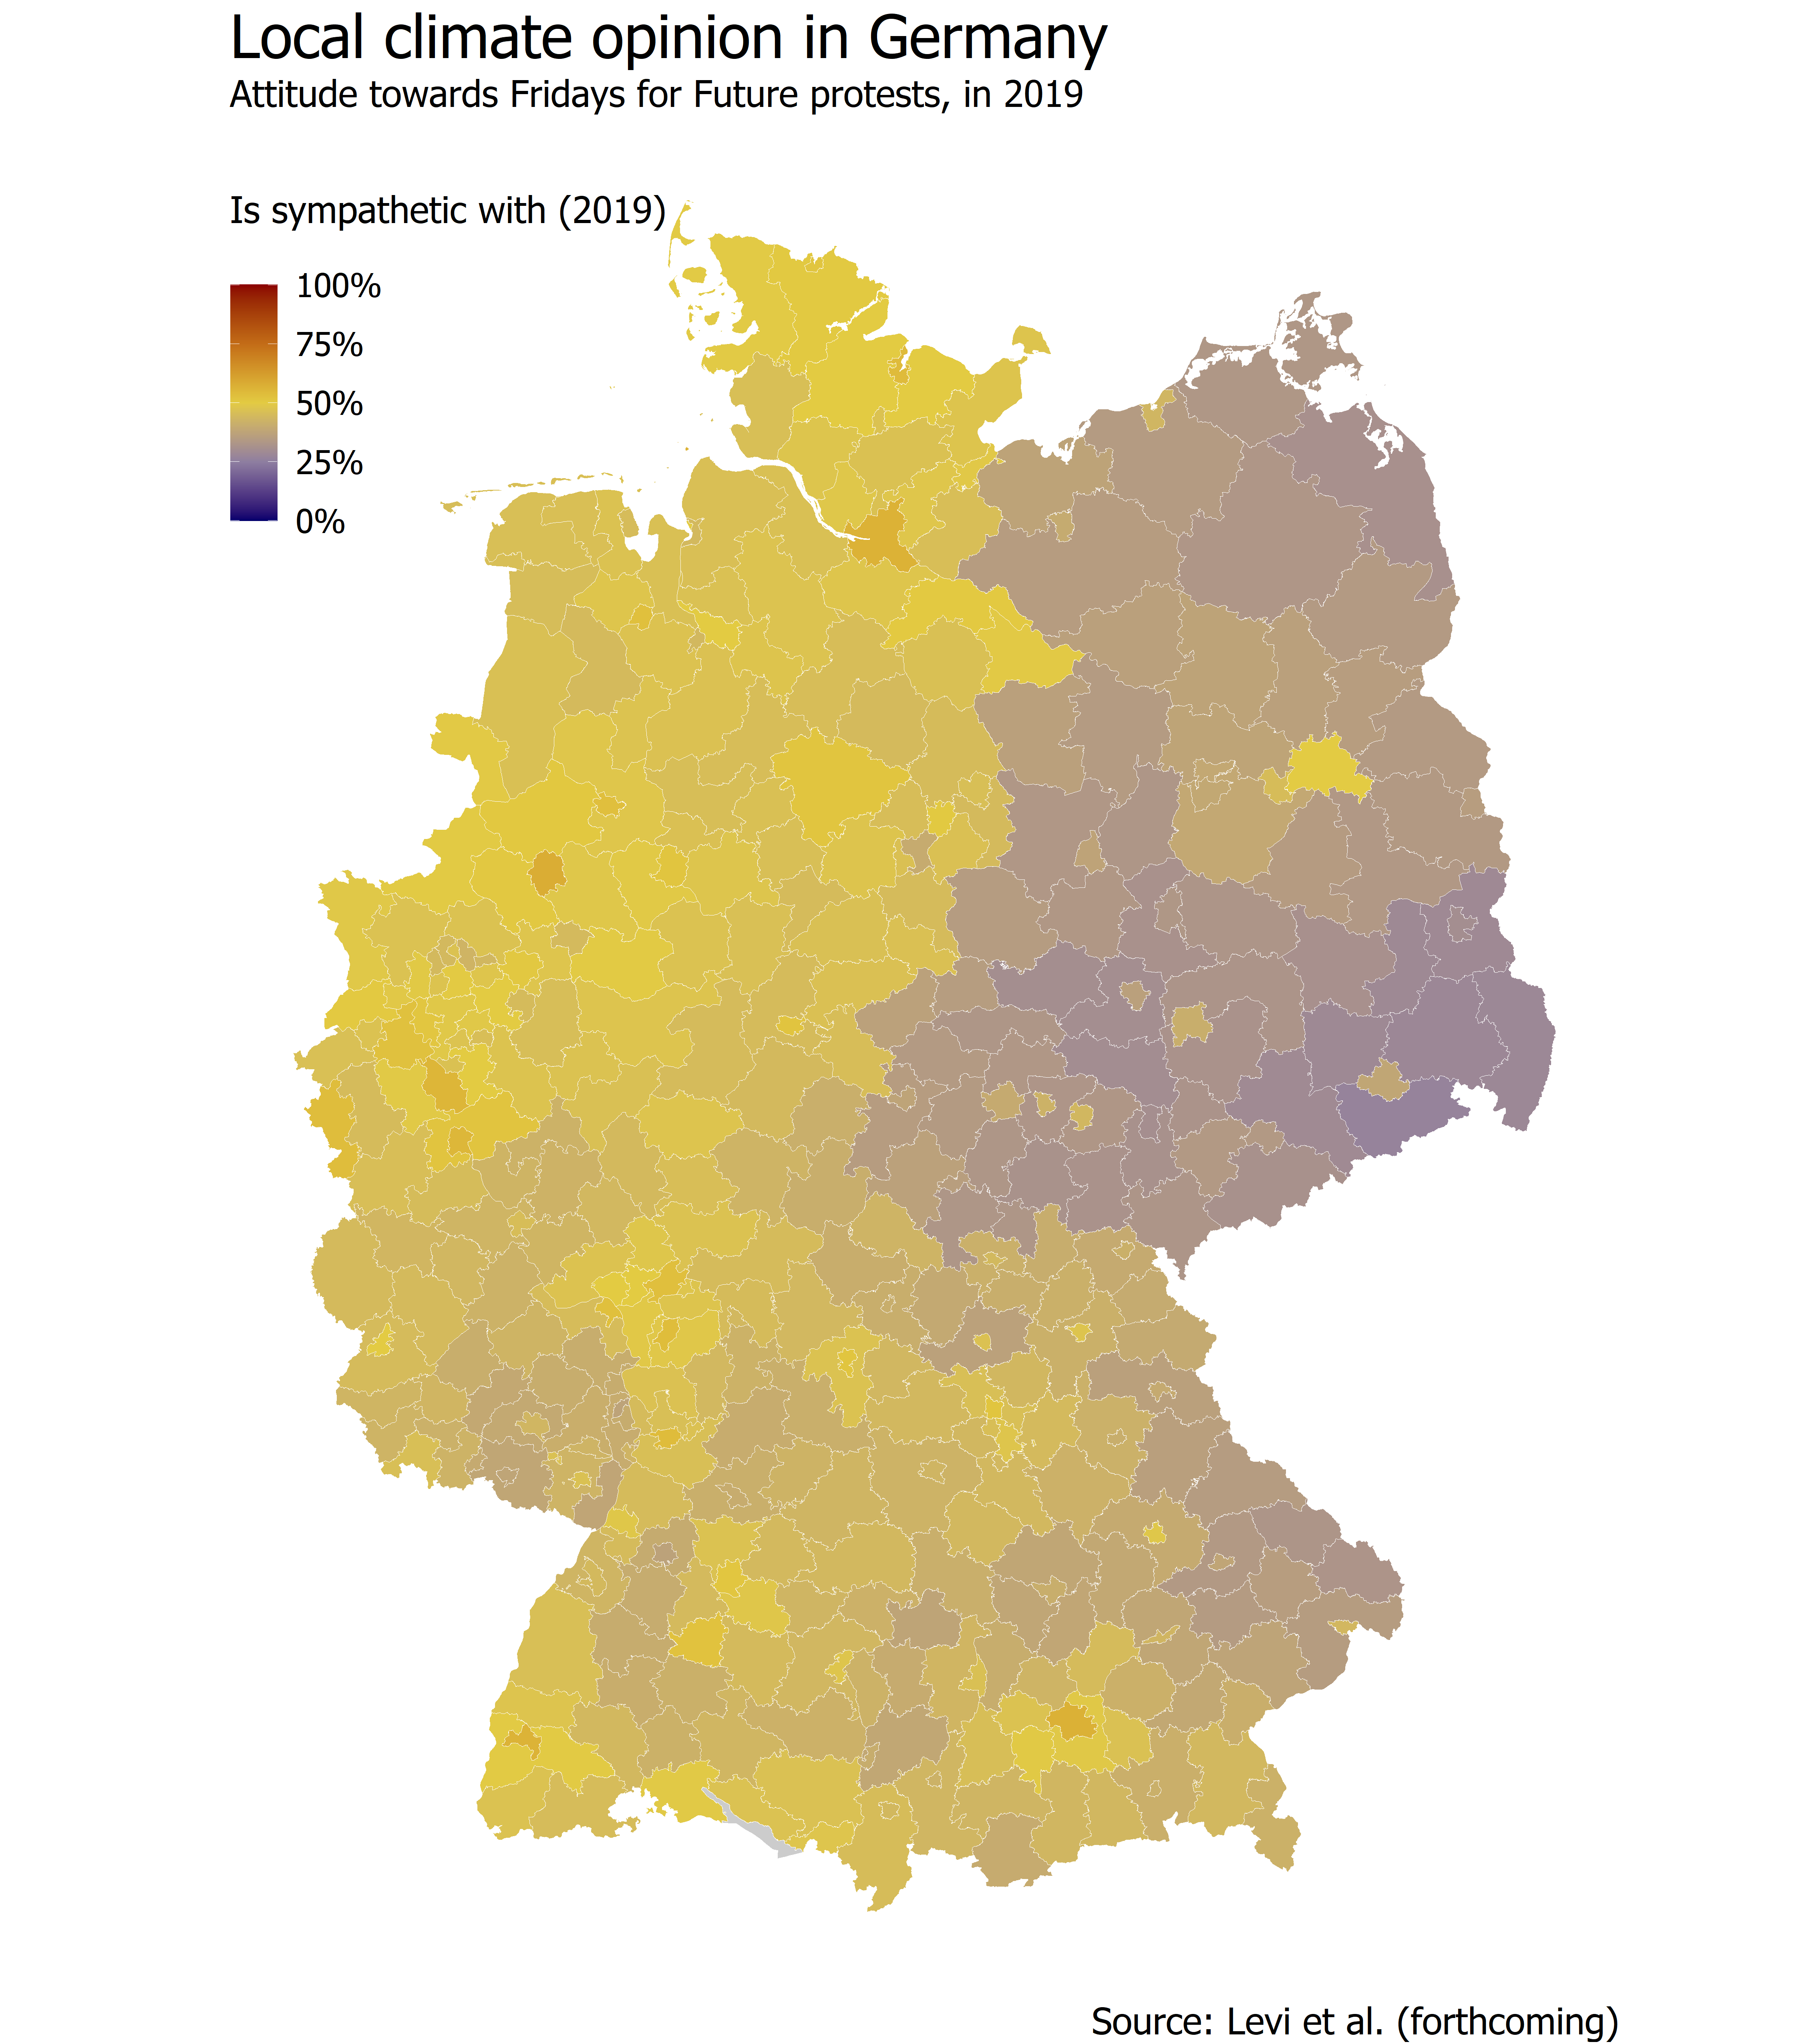 Local climate opinion in Germany
Attitude towards Fridays for Future protests, in 2019
Is sympathetic with (2019)
100%
75%
50%
25%
0%
Source: Levi et al. (forthcoming)